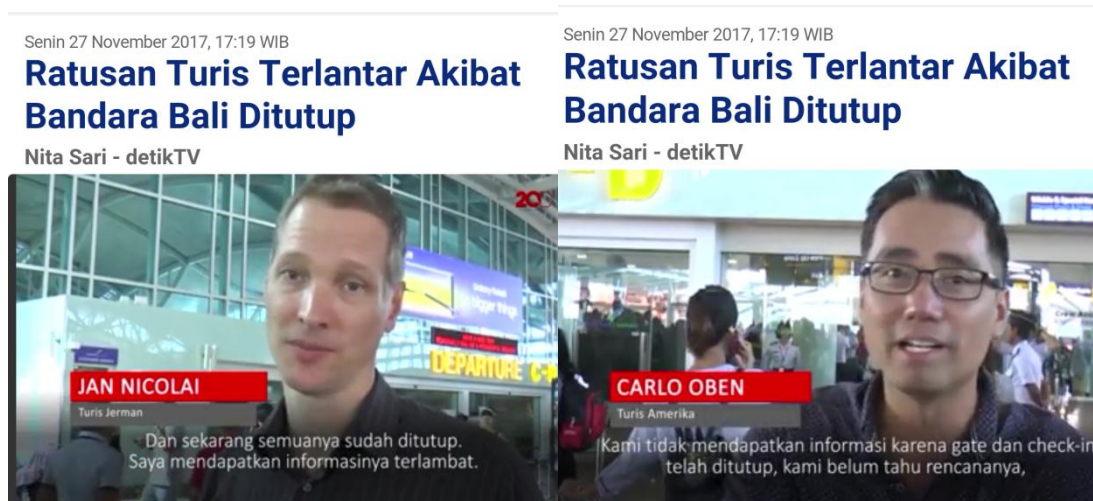 Senin 27 November 2017, 17:19 WIB
Ratusan Turis Terlantar Akibat
Bandara Bali Ditutup
Nita Sari - detikTV
20
DEPARTURE
JAN NICOLAI
Turis Jerman
Dan sekarang semuanya sudah ditutup.
Saya mendapatkan informasinya terlambat.
Senin 27 November 2017, 17:19 WIB
Ratusan Turis Terlantar Akibat
Bandara Bali Ditutup
Nita Sari - detikTV
CARLO OBEN
Turis Amerika
Kami tidak mendapatkan informasi karena gate dan check-in
telah ditutup, kami belum tahu rencananya,